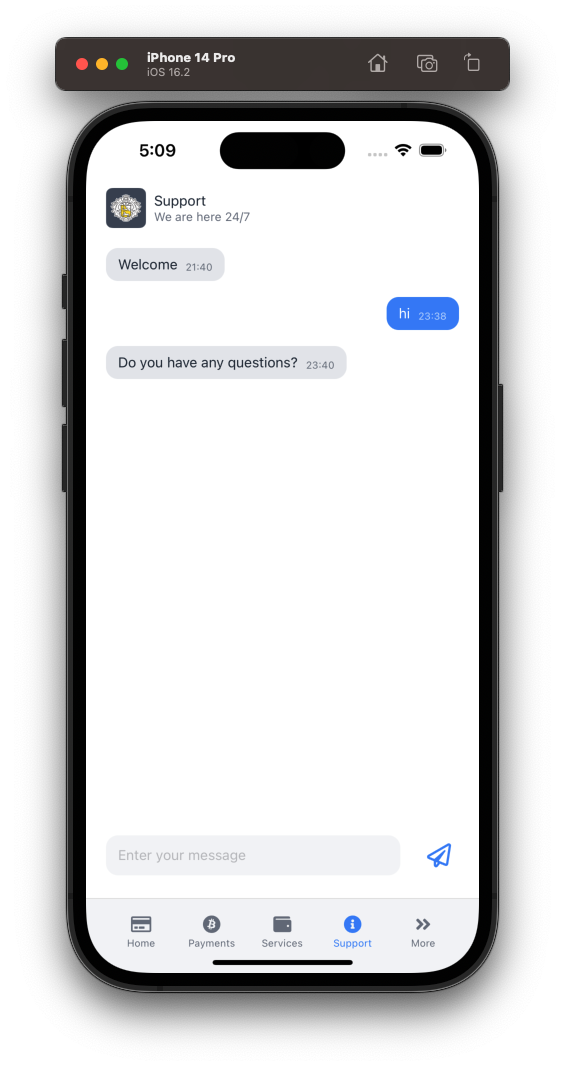 iPhone 14 Pro
iOS 16.2
5:09
Support
We are here 24/7
Welcome 21:40
hi 23:38
Do you have any questions? 23:40
Enter your message
Home Payments Services Support More